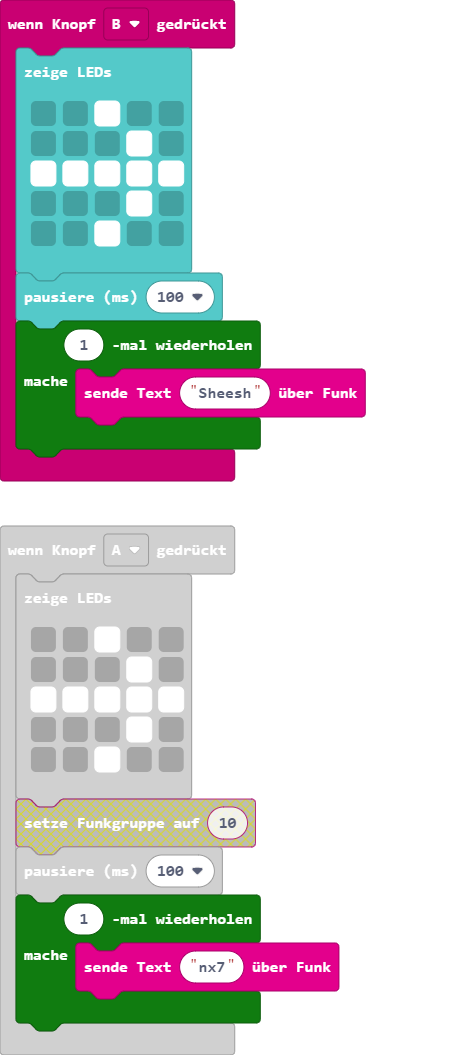 wenn Knopf B gedrückt
zeige LEDs
pausiere (ms) 100
1 -mal wiederholen
mache
sende Text "Sheesh" über Funk
wenn Knopf A gedrückt
zeige LEDs
setze Funkgruppe auf 10
pausiere (ms) 100
1 -mal wiederholen
mache
sende Text "nx7" über Funk